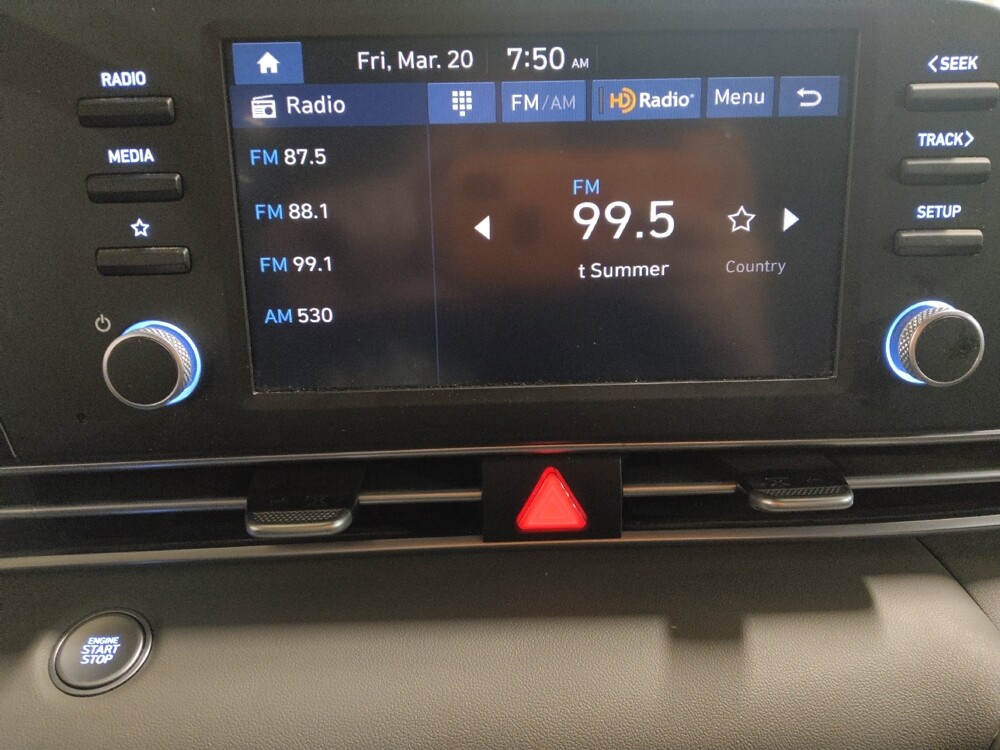 RADIO
MEDIA
Fri, Mar. 20 7:50 AM
Radio FM/AM HD Radio® Menu
FM 87.5
FM 88.1
FM 99.1
AM 530
FM
99.5
t Summer Country
<SEEK
TRACK>
SETUP
ENGINE
START
STOP